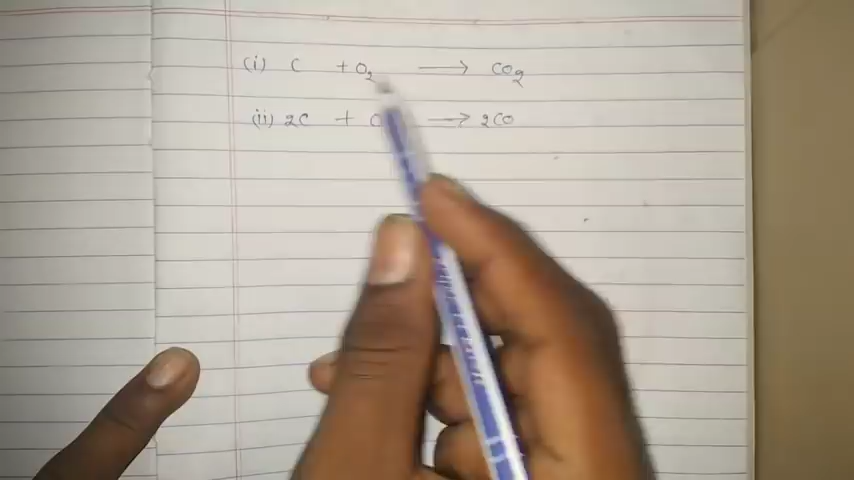 (i) C + O₂ ⟶ CO₂
(ii) 2C + ⟶ 2CO